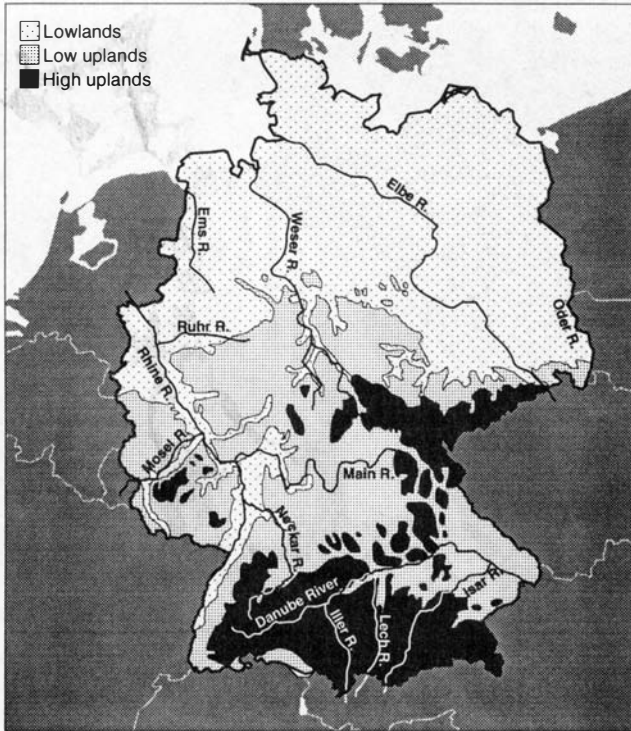 Lowlands
Low uplands
High uplands
Elbe R.
Ems R.
Weser R.
Oder R.
Ruhr R.
Rhine R.
Mosel R.
Main R.
Neckar R.
Isar R.
Danube River
Iller R.
Lech R.